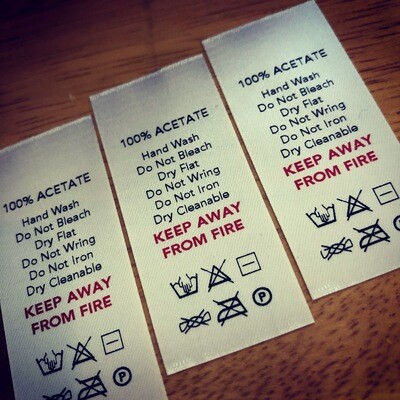 100% ACETATE
Hand Wash
Do Not Bleach
Dry Flat
Do Not Wring
Do Not Iron
Dry Cleanable
KEEP AWAY
FROM FIRE
100% ACETATE
Hand Wash
Do Not Bleach
Dry Flat
Do Not Wring
Do Not Iron
Dry Cleanable
KEEP AWAY
FROM FIRE
P
100% ACETATE
Hand Wash
Do Not Bleach
Dry Flat
Do Not Wring
Do Not Iron
Dry Cleanable
KEEP AWAY
FROM FIRE
P